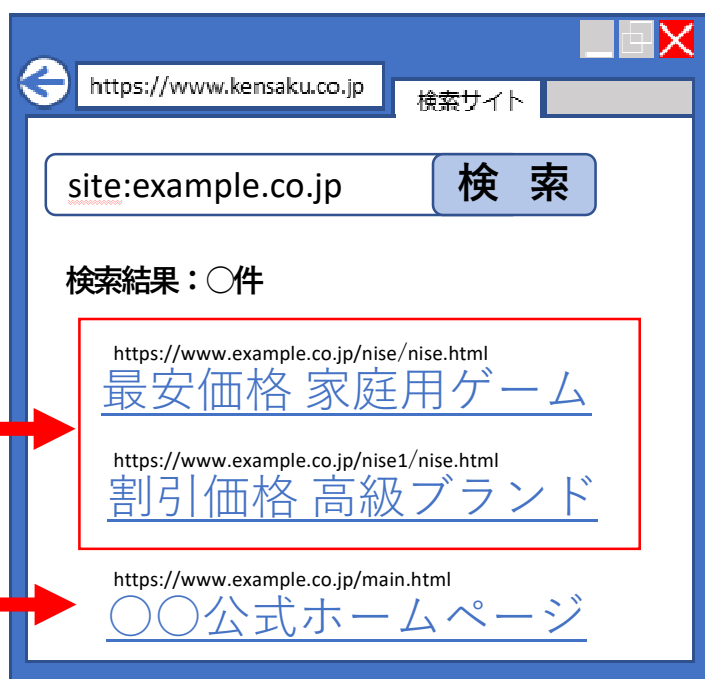 https://www.kensaku.co.jp
検索サイト
site:example.co.jp
検 索
検索結果：○件
https://www.example.co.jp/nise/nise.html
最安価格 家庭用ゲーム
https://www.example.co.jp/nise1/nise.html
割引価格 高級ブランド
https://www.example.co.jp/main.html
○○公式ホームページ